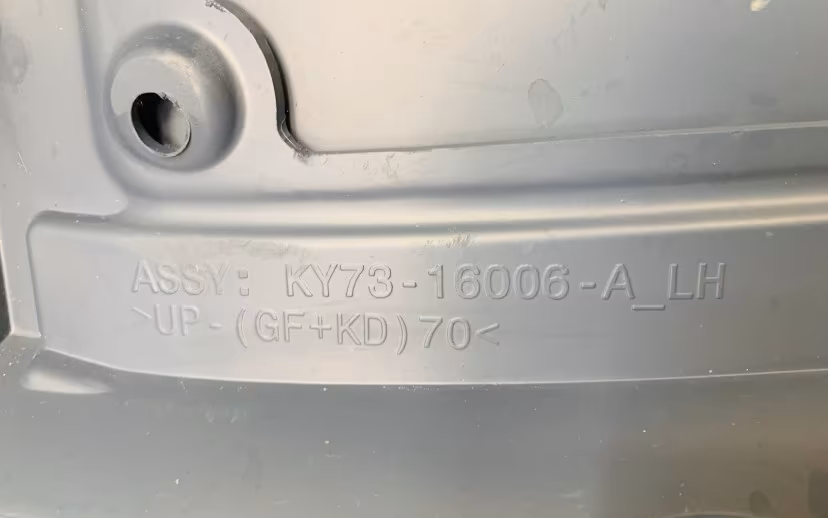 ASSY: KY73-16006-A_LH
>UP-(GF+KD)70<